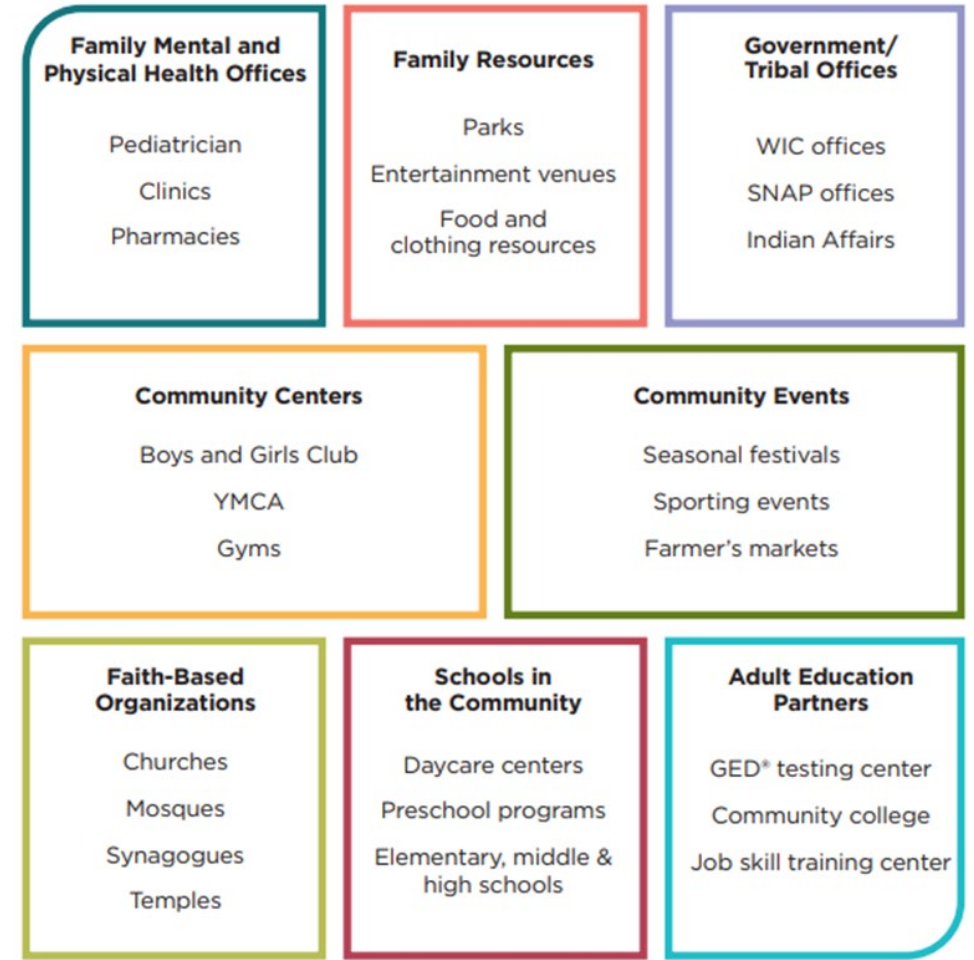 Family Mental and
Physical Health Offices
Pediatrician
Clinics
Pharmacies
Family Resources
Parks
Entertainment venues
Food and
clothing resources
Government/
Tribal Offices
WIC offices
SNAP offices
Indian Affairs
Community Centers
Boys and Girls Club
YMCA
Gyms
Community Events
Seasonal festivals
Sporting events
Farmer’s markets
Faith-Based
Organizations
Churches
Mosques
Synagogues
Temples
Schools in
the Community
Daycare centers
Preschool programs
Elementary, middle &
high schools
Adult Education
Partners
GED® testing center
Community college
Job skill training center